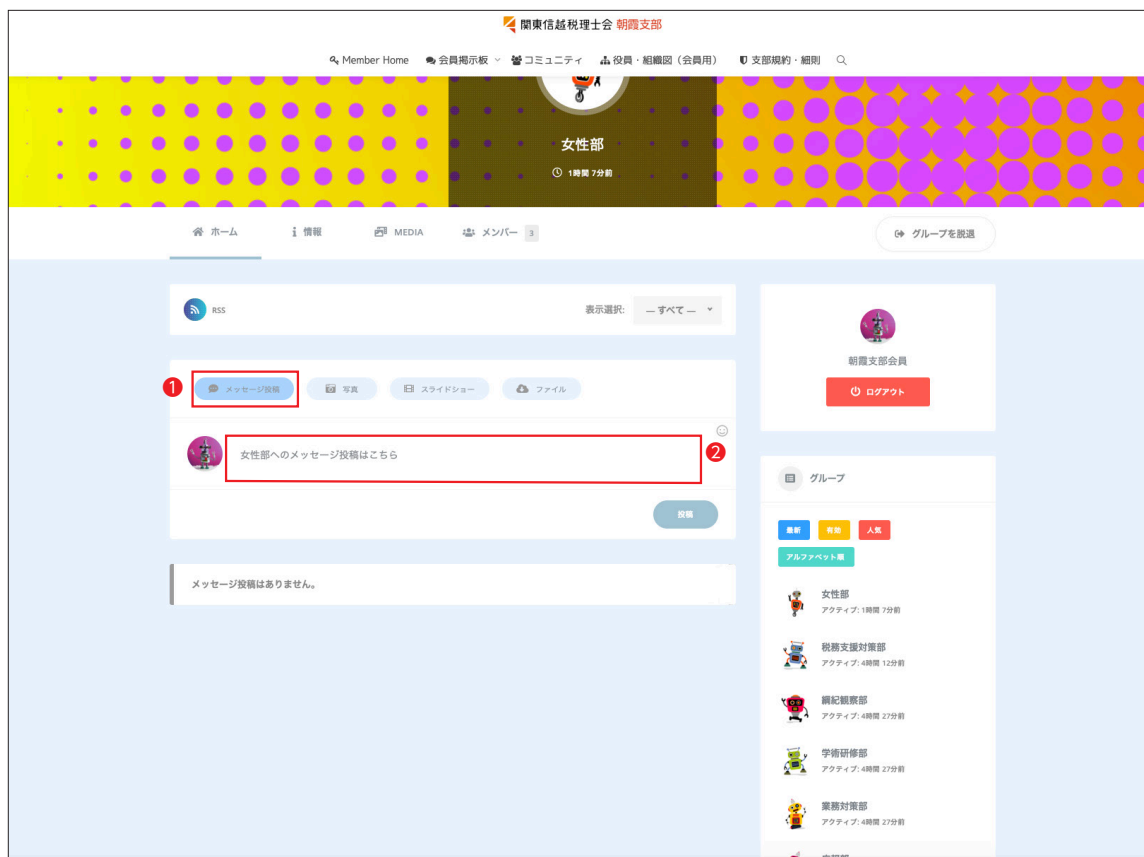 関東信越税理士会 朝霞支部
Member Home 会員掲示板 コミュニティ 役員・組織図（会員用） 支部規約・細則
女性部
1時間 7分前
ホーム 情報 MEDIA メンバー 3 グループを脱退
RSS 表示選択: — すべて —
朝霞支部会員
ログアウト
1 メッセージ投稿 写真 スライドショー ファイル
女性部へのメッセージ投稿はこちら 2
投稿
メッセージ投稿はありません。
グループ
最新 有効 人気
アルファベット順
女性部
アクティブ: 1時間 7分前
税務支援対策部
アクティブ: 4時間 12分前
綱紀観察部
アクティブ: 4時間 27分前
学術研修部
アクティブ: 4時間 27分前
業務対策部
アクティブ: 4時間 27分前